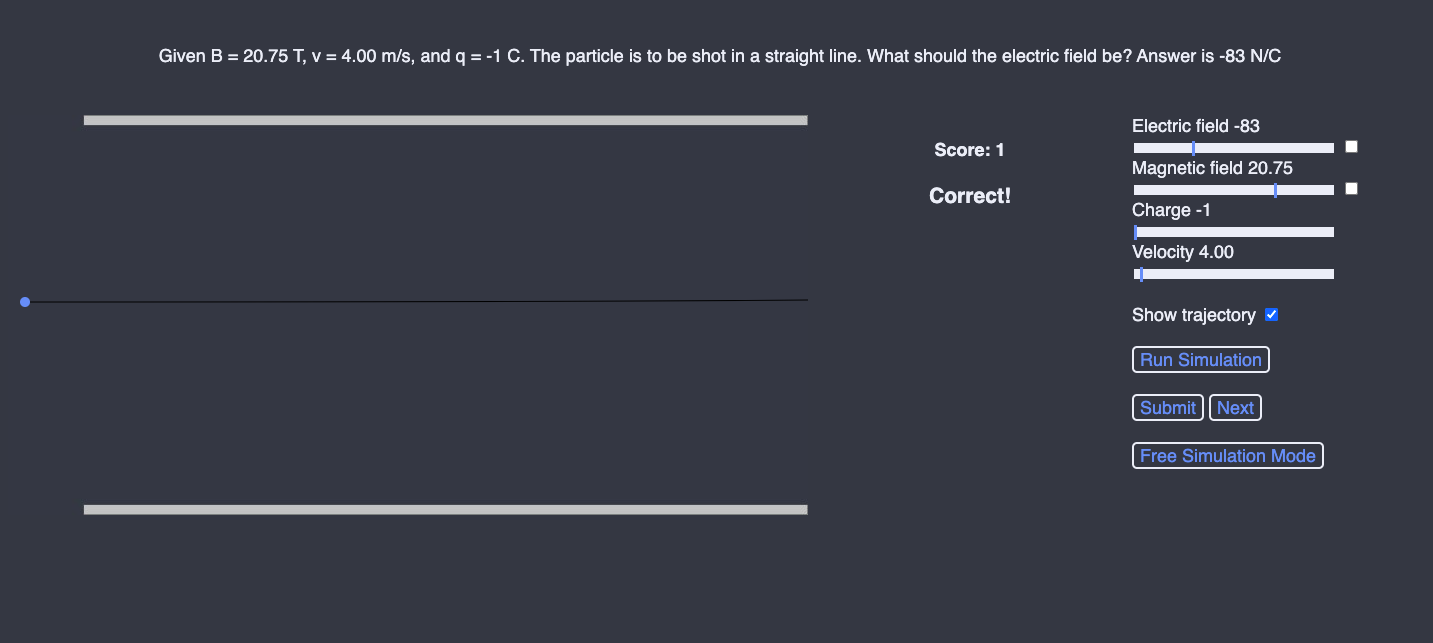 Given B = 20.75 T, v = 4.00 m/s, and q = -1 C. The particle is to be shot in a straight line. What should the electric field be? Answer is -83 N/C
Score: 1
Correct!
Electric field -83
Magnetic field 20.75
Charge -1
Velocity 4.00
Show trajectory
Run Simulation
Submit Next
Free Simulation Mode